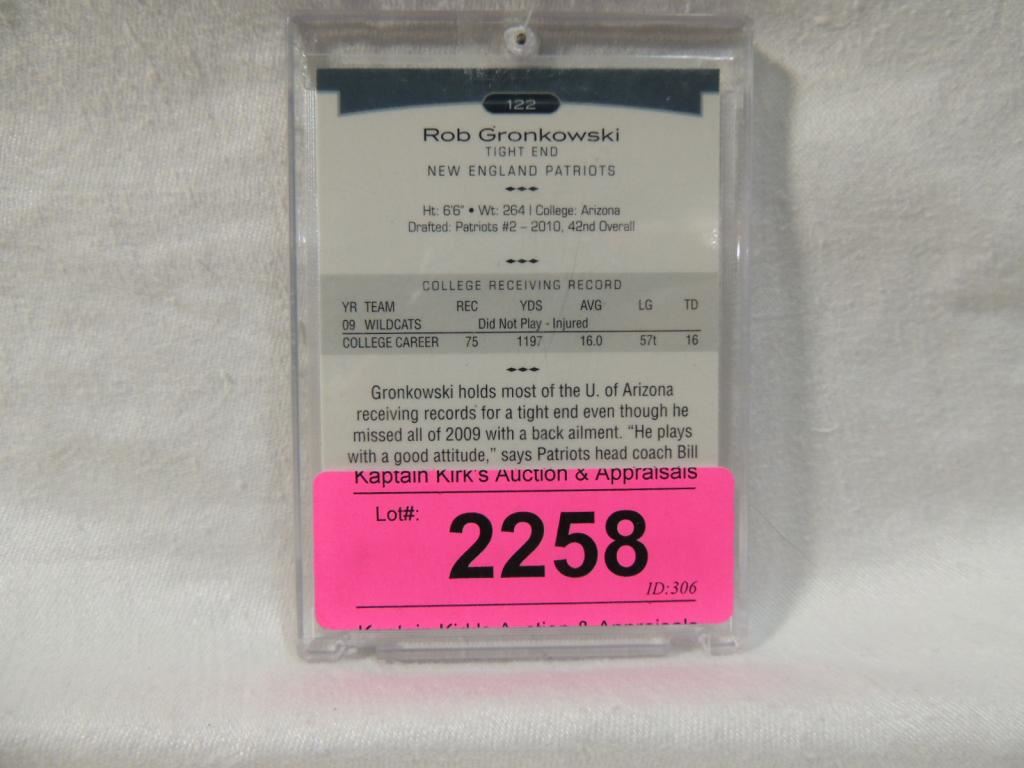 122
Rob Gronkowski
TIGHT END
NEW ENGLAND PATRIOTS
Ht: 6'6" • Wt: 264 | College: Arizona
Drafted: Patriots #2 – 2010, 42nd Overall
COLLEGE RECEIVING RECORD
YR TEAM REC YDS AVG LG TD
09 WILDCATS Did Not Play - Injured
COLLEGE CAREER 75 1197 16.0 57t 16
Gronkowski holds most of the U. of Arizona
receiving records for a tight end even though he
missed all of 2009 with a back ailment. “He plays
with a good attitude,” says Patriots head coach Bill
Kaptain Kirk's Auction & Appraisals
Lot#:
2258
ID:306
Kaptain Kirk's Auction & Appraisals